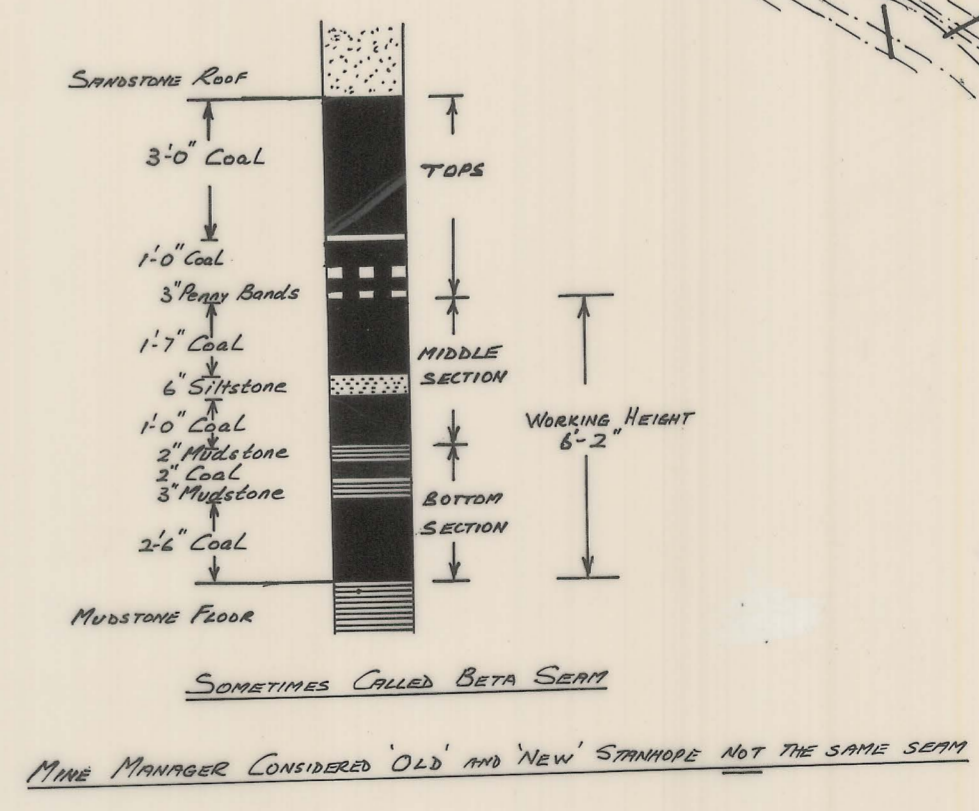 SANDSTONE ROOF
3'-0" Coal
TOPS
1'-0" Coal
3" Penny Bands
1'-7" Coal
MIDDLE
SECTION
6" Siltstone
1'-0" Coal
WORKING HEIGHT
6'-2"
2" Mudstone
2" Coal
3" Mudstone
BOTTOM
SECTION
2'-6" Coal
MUDSTONE FLOOR
SOMETIMES CALLED BETA SEAM
MINE MANAGER CONSIDERED 'OLD' AND 'NEW' STANHOPE NOT THE SAME SEAM